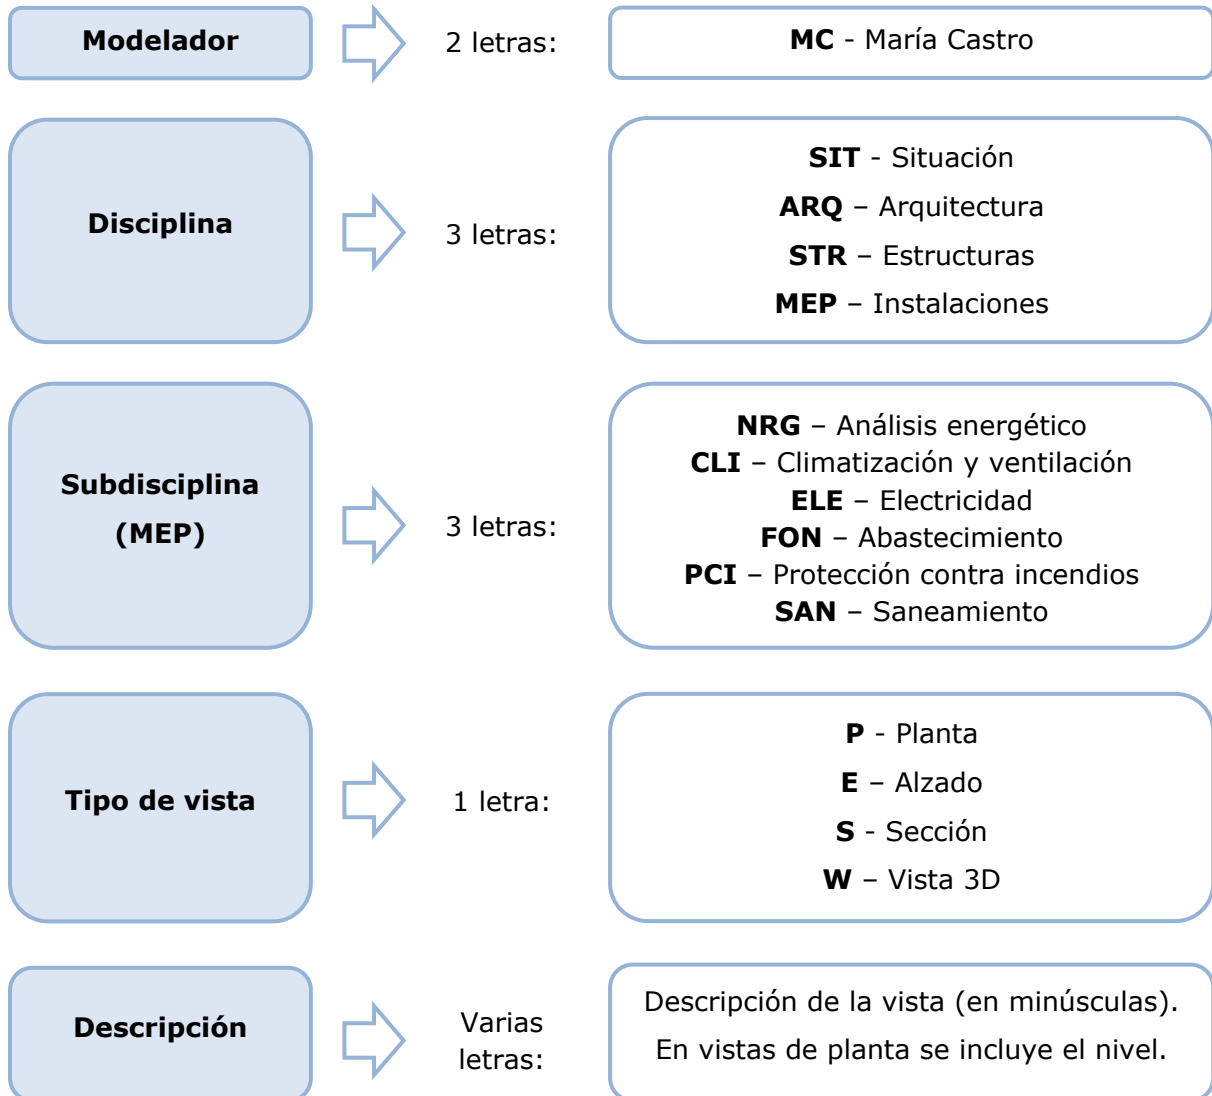 Modelador
2 letras:
MC - María Castro
Disciplina
3 letras:
SIT - Situación
ARQ – Arquitectura
STR – Estructuras
MEP – Instalaciones
Subdisciplina
(MEP)
3 letras:
NRG – Análisis energético
CLI – Climatización y ventilación
ELE – Electricidad
FON – Abastecimiento
PCI – Protección contra incendios
SAN – Saneamiento
Tipo de vista
1 letra:
P - Planta
E – Alzado
S - Sección
W – Vista 3D
Descripción
Varias
letras:
Descripción de la vista (en minúsculas).
En vistas de planta se incluye el nivel.